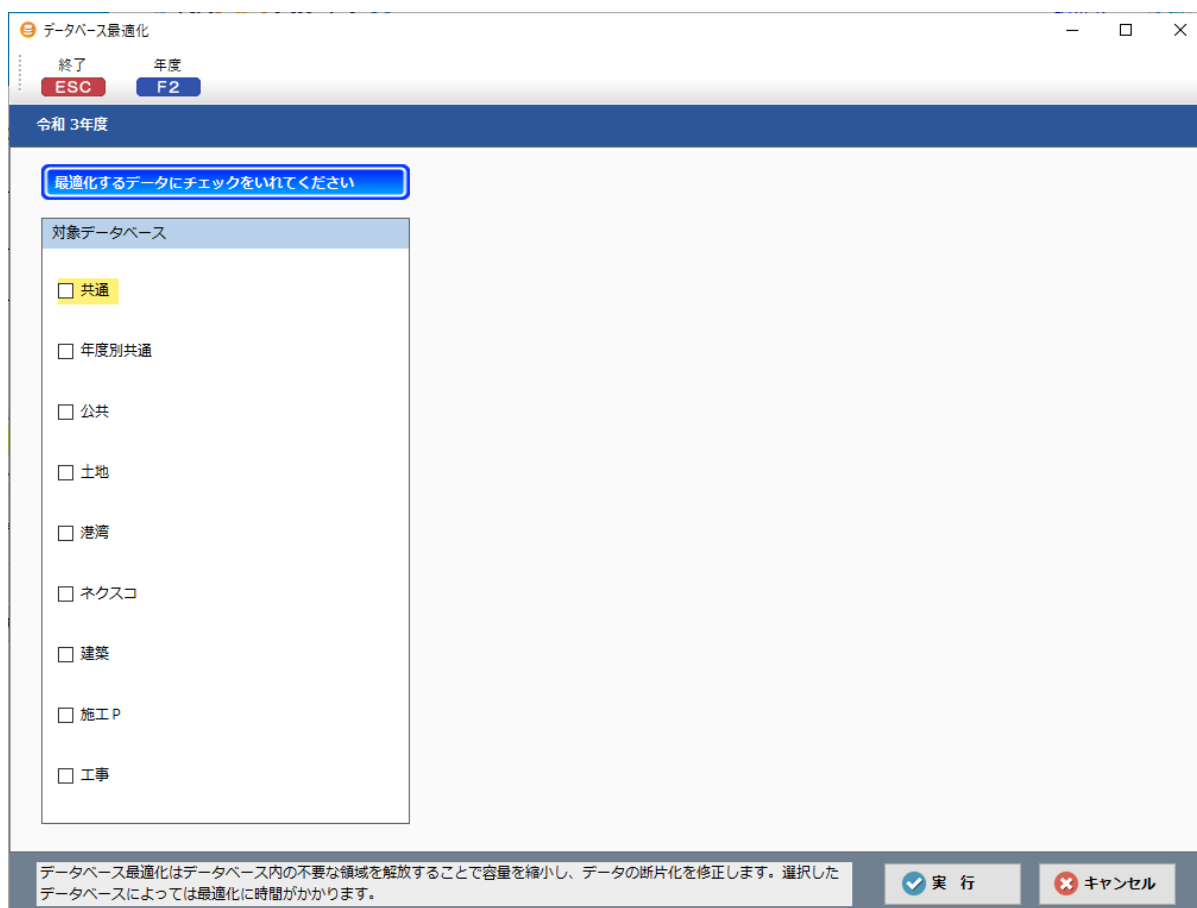 データベース最適化
終了 年度
ESC F2
令和 3年度
最適化するデータにチェックをいれてください
対象データベース
共通
年度別共通
公共
土地
港湾
ネクスコ
建築
施工Ｐ
工事
データベース最適化はデータベース内の不要な領域を解放することで容量を縮小し、データの断片化を修正します。選択した
データベースによっては最適化に時間がかかります。
実 行
キャンセル